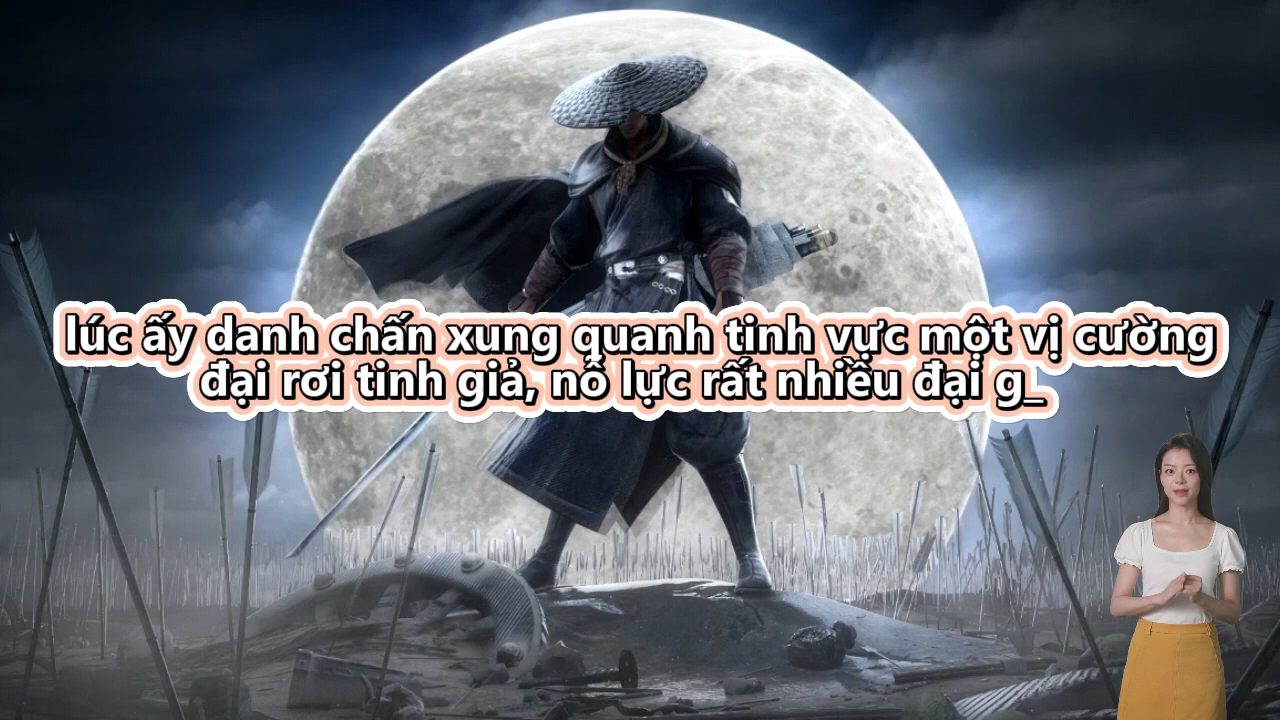 lúc ấy danh chấn xung quanh tinh vực một vị cường
đại rơi tinh giả, nỗ lực rất nhiều đại g_